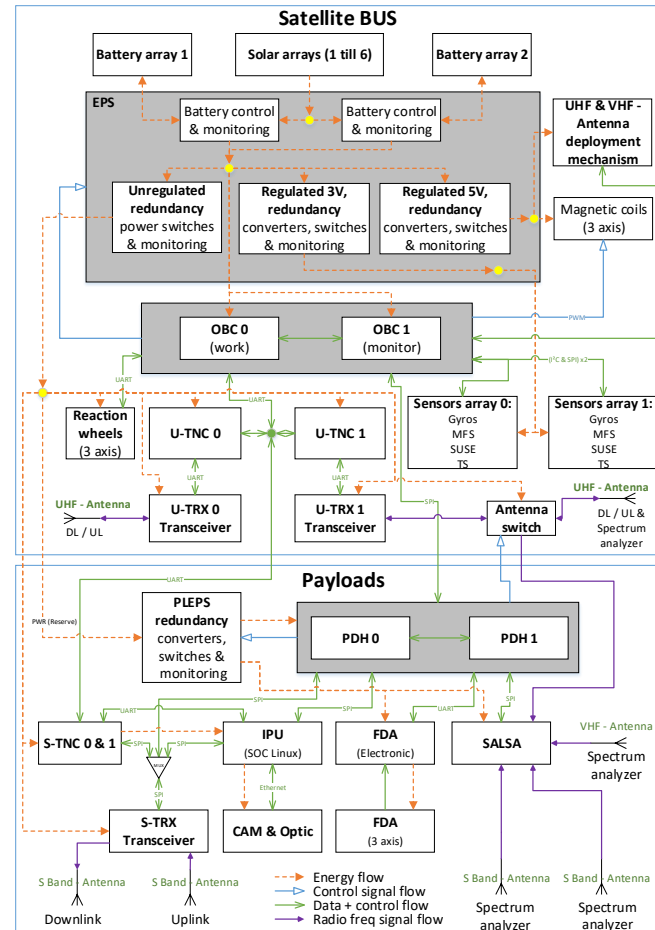 Satellite BUS
Battery array 1
Solar arrays (1 till 6)
Battery array 2
EPS
Battery control
& monitoring
Battery control
& monitoring
UHF & VHF -
Antenna
deployment
mechanism
Unregulated
redundancy
power switches
& monitoring
Regulated 3V,
redundancy
converters, switches
& monitoring
Regulated 5V,
redundancy
converters, switches
& monitoring
Magnetic coils
(3 axis)
OBC 0
(work)
OBC 1
(monitor)
PWM
UART
(I²C & SPI) x2
Reaction
wheels
(3 axis)
U-TNC 0
UART
U-TNC 1
Sensors array 0:
Gyros
MFS
SUSE
TS
Sensors array 1:
Gyros
MFS
SUSE
TS
UART
UART
SPI
UHF - Antenna
DL / UL
U-TRX 0
Transceiver
U-TRX 1
Transceiver
Antenna
switch
UHF - Antenna
DL / UL &
Spectrum
analyzer
Payloads
UART
PWR (Reserve)
PLEPS
redundancy
converters,
switches &
monitoring
PDH 0
PDH 1
SPI
UART
SPI
UART
SPI
S-TNC 0 & 1
SPI
SPI
MUX
IPU
(SOC Linux)
FDA
(Electronic)
SALSA
VHF - Antenna
Spectrum
analyzer
SPI
Ethernet
S-TRX
Transceiver
CAM & Optic
FDA
(3 axis)
S Band - Antenna
Downlink
S Band - Antenna
Uplink
Energy flow
Control signal flow
Data + control flow
Radio freq signal flow
S Band - Antenna
Spectrum
analyzer
S Band - Antenna
Spectrum
analyzer